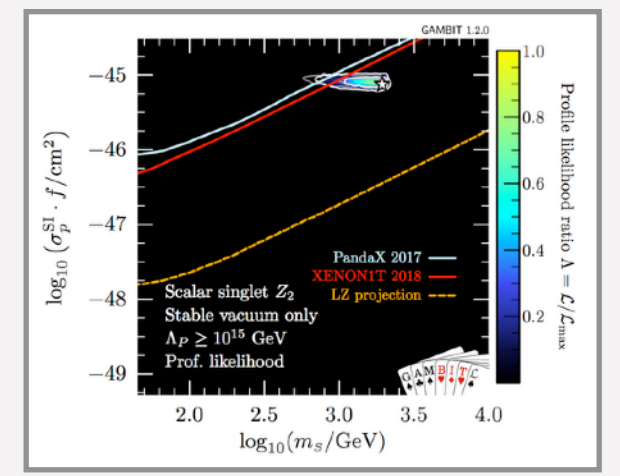 GAMBIT 1.2.0
−45
−46
−47
−48
−49
log₁₀ (σₚˢᴵ · f/cm²)
PandaX 2017
XENON1T 2018
LZ projection
Scalar singlet Z₂
Stable vacuum only
Λ_P ≥ 10¹⁵ GeV
Prof. likelihood
GAMBIT
2.0 2.5 3.0 3.5 4.0
log₁₀(m_S/GeV)
1.0
0.8
0.6
0.4
0.2
Profile likelihood ratio Λ = ℒ/ℒmax